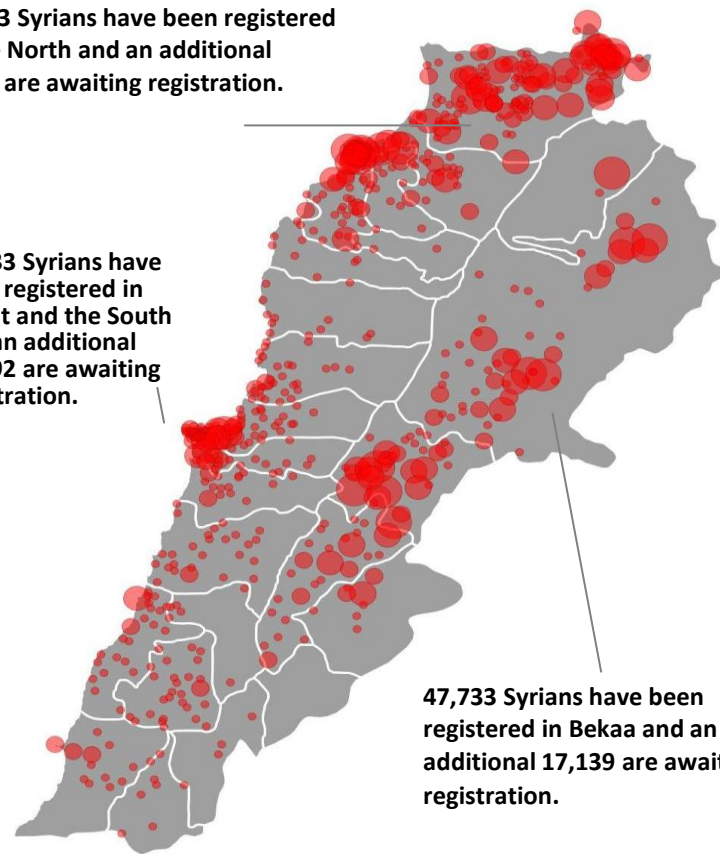 3 Syrians have been registered
North and an additional
are awaiting registration.
33 Syrians have
registered in
t and the South
an additional
92 are awaiting
tration.
47,733 Syrians have been
registered in Bekaa and an
additional 17,139 are await
registration.